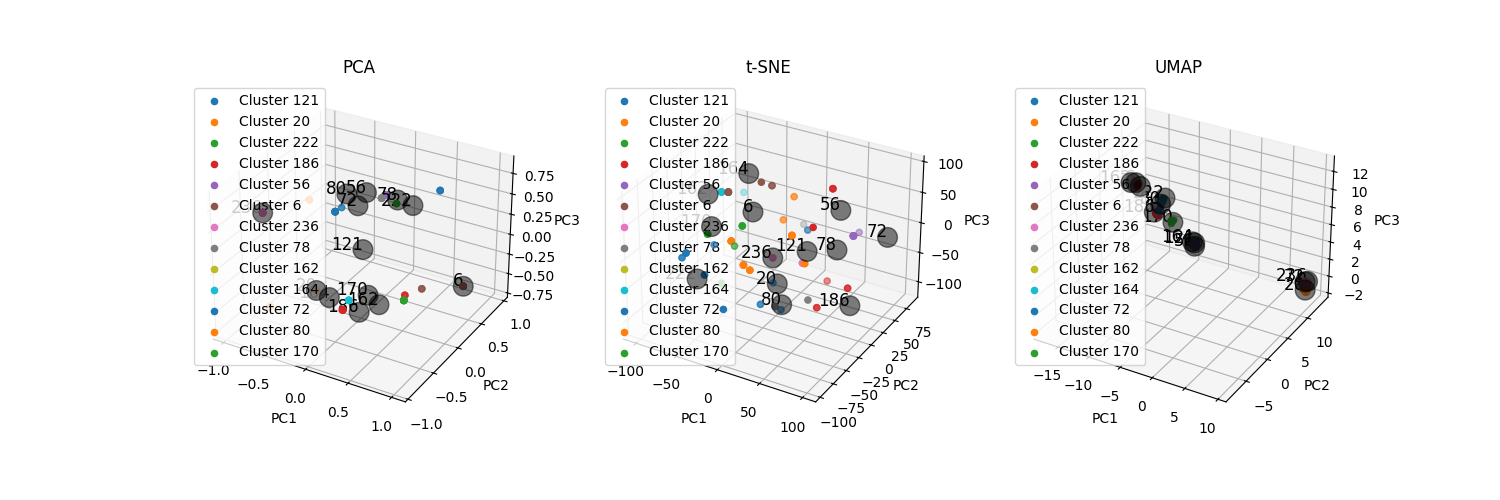 PCA
Cluster 121
Cluster 20
Cluster 222
Cluster 186
Cluster 56
Cluster 6
Cluster 236
Cluster 78
Cluster 162
Cluster 164
Cluster 72
Cluster 80
Cluster 170
80
56
72
78
222
121
6
170
162
186
0.75
0.50
0.25
0.00
−0.25
−0.50
−0.75
PC3
−1.0
−0.5
0.0
0.5
1.0
PC1
−1.0
−0.5
0.0
0.5
1.0
PC2
t-SNE
Cluster 121
Cluster 20
Cluster 222
Cluster 186
Cluster 56
Cluster 6
Cluster 236
Cluster 78
Cluster 162
Cluster 164
Cluster 72
Cluster 80
Cluster 170
164
6
56
72
236
121
78
20
80
186
100
50
0
−50
−100
PC3
−100
−50
0
50
100
PC1
−100
−75
−50
−25
0
25
50
75
PC2
UMAP
Cluster 121
Cluster 20
Cluster 222
Cluster 186
Cluster 56
Cluster 6
Cluster 236
Cluster 78
Cluster 162
Cluster 164
Cluster 72
Cluster 80
Cluster 170
12
10
8
6
4
2
0
−2
PC3
−15
−10
−5
0
5
10
PC1
−5
0
5
10
PC2